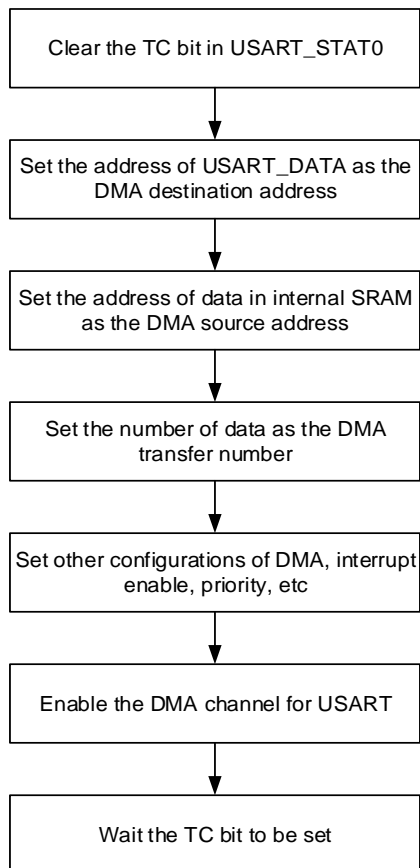 Clear the TC bit in USART_STAT0
Set the address of USART_DATA as the
DMA destination address
Set the address of data in internal SRAM
as the DMA source address
Set the number of data as the DMA
transfer number
Set other configurations of DMA, interrupt
enable, priority, etc
Enable the DMA channel for USART
Wait the TC bit to be set